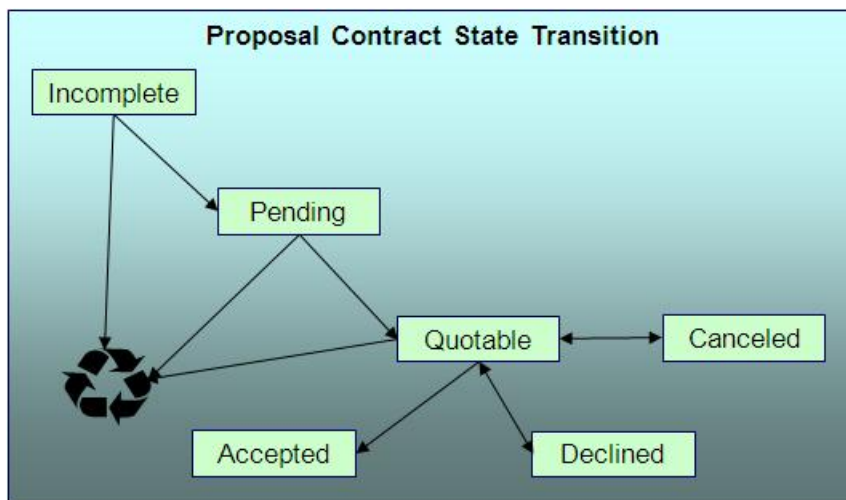 Proposal Contract State Transition
Incomplete
Pending
Quotable
Canceled
Accepted
Declined